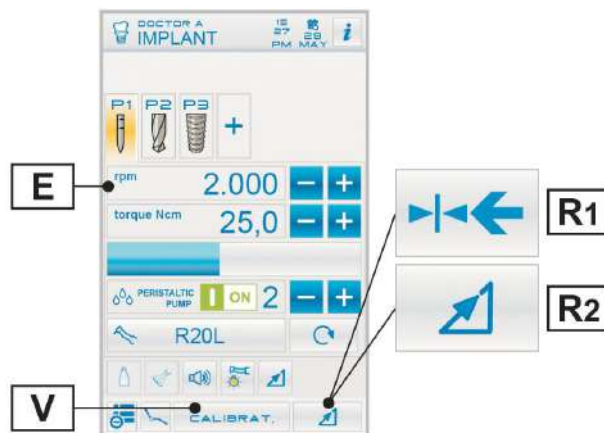 DOCTOR A
IMPLANT
15 27 PM
29 MAY
i
P1 P2 P3 +
E
rpm 2.000 - +
torque Ncm 25,0 - +
R1
PERISTALTIC PUMP I ON 2 - +
R2
R20L
V
CALIBRAT.